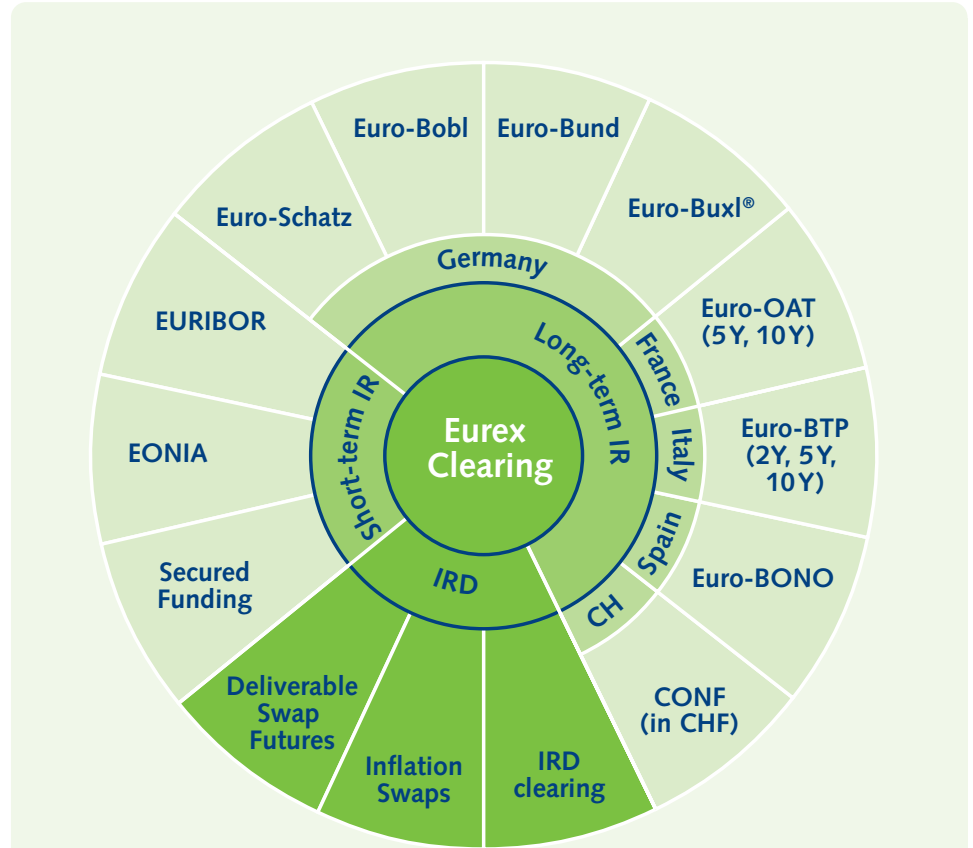 Euro-Bobl
Euro-Bund
Euro-Schatz
Euro-Buxl®
Germany
EURIBOR
Long-term IR
France
Euro-OAT
(5Y, 10Y)
EONIA
Short-term IR
Eurex
Clearing
Italy
Euro-BTP
(2Y, 5Y,
10Y)
Secured
Funding
IRD
Spain
Euro-BONO
CH
Deliverable
Swap
Futures
Inflation
Swaps
IRD
clearing
CONF
(in CHF)